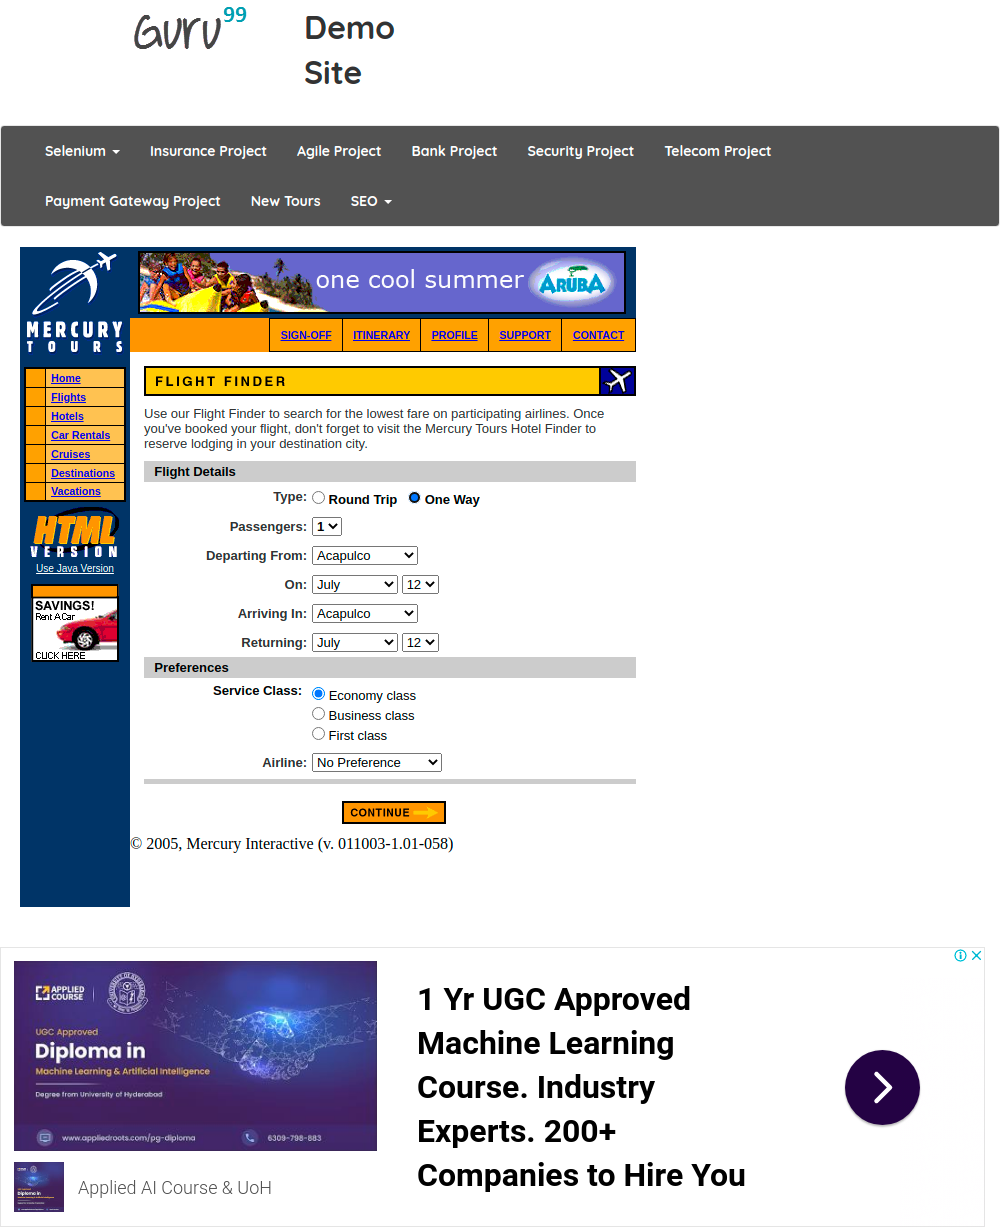 Guru99
Demo
Site
Selenium Insurance Project Agile Project Bank Project Security Project Telecom Project
Payment Gateway Project New Tours SEO
MERCURY
TOURS
one cool summer ARUBA
SIGN-OFF ITINERARY PROFILE SUPPORT CONTACT
Home
Flights
Hotels
Car Rentals
Cruises
Destinations
Vacations
HTML
VERSION
Use Java Version
SAVINGS!
Rent A Car
CLICK HERE
FLIGHT FINDER
Use our Flight Finder to search for the lowest fare on participating airlines. Once
you've booked your flight, don't forget to visit the Mercury Tours Hotel Finder to
reserve lodging in your destination city.
Flight Details
Type: Round Trip One Way
Passengers: 1
Departing From: Acapulco
On: July 12
Arriving In: Acapulco
Returning: July 12
Preferences
Service Class: Economy class
Business class
First class
Airline: No Preference
CONTINUE
© 2005, Mercury Interactive (v. 011003-1.01-058)
APPLIED
COURSE
UGC Approved
Diploma in
Machine Learning & Artificial Intelligence
Degree from University of Hyderabad
www.appliedroots.com/pg-diploma 6309-798-883
Applied AI Course & UoH
1 Yr UGC Approved
Machine Learning
Course. Industry
Experts. 200+
Companies to Hire You